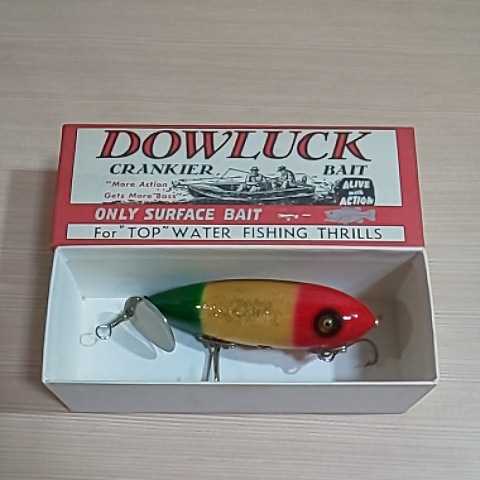 DOWLUCK
CRANKIER BAIT
"More Action
Gets More "Bass"
ALIVE
with
ACTION
ONLY SURFACE BAIT
For "TOP" WATER FISHING THRILLS